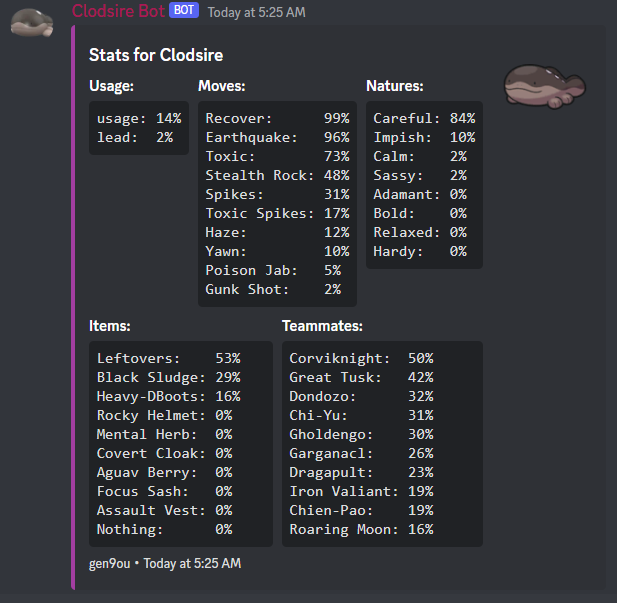 Clodsire Bot BOT Today at 5:25 AM
Stats for Clodsire
Usage:
usage: 14%
lead: 2%
Moves:
Recover: 99%
Earthquake: 96%
Toxic: 73%
Stealth Rock: 48%
Spikes: 31%
Toxic Spikes: 17%
Haze: 12%
Yawn: 10%
Poison Jab: 5%
Gunk Shot: 2%
Natures:
Careful: 84%
Impish: 10%
Calm: 2%
Sassy: 2%
Adamant: 0%
Bold: 0%
Relaxed: 0%
Hardy: 0%
Items:
Leftovers: 53%
Black Sludge: 29%
Heavy-DBoots: 16%
Rocky Helmet: 0%
Mental Herb: 0%
Covert Cloak: 0%
Aguav Berry: 0%
Focus Sash: 0%
Assault Vest: 0%
Nothing: 0%
Teammates:
Corviknight: 50%
Great Tusk: 42%
Dondozo: 32%
Chi-Yu: 31%
Gholdengo: 30%
Garganacl: 26%
Dragapult: 23%
Iron Valiant: 19%
Chien-Pao: 19%
Roaring Moon: 16%
gen9ou • Today at 5:25 AM